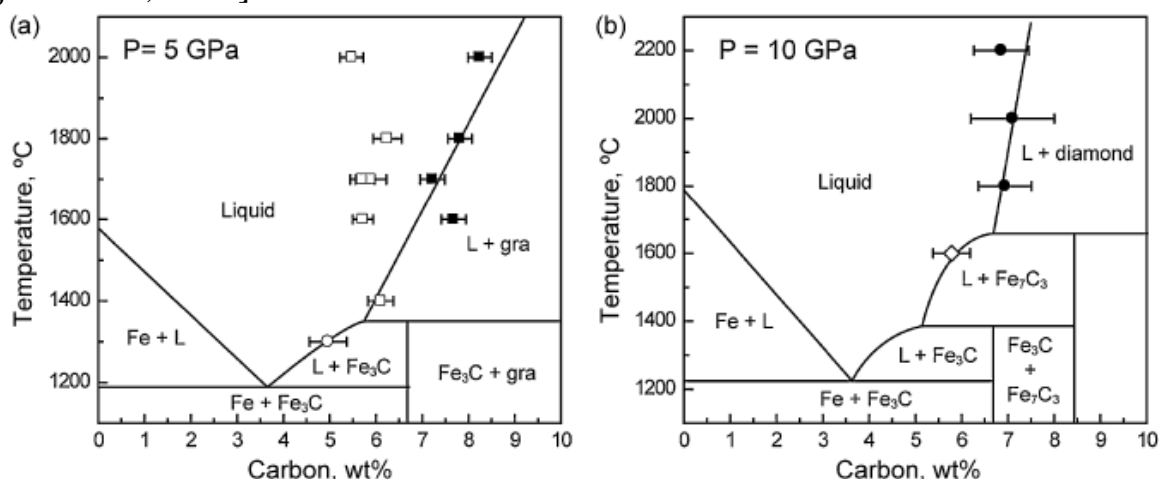 (a)
P= 5 GPa
Temperature, ºC
2000
1800
1600
1400
1200
Liquid
L + gra
Fe + L
L + Fe₃C
Fe₃C + gra
Fe + Fe₃C
0 1 2 3 4 5 6 7 8 9 10
Carbon, wt%
(b)
P = 10 GPa
Temperature, ºC
2200
2000
1800
1600
1400
1200
Liquid
L + diamond
L + Fe₇C₃
Fe + L
L + Fe₃C
Fe₃C
+
Fe₇C₃
Fe + Fe₃C
0 1 2 3 4 5 6 7 8 9 10
Carbon, wt%